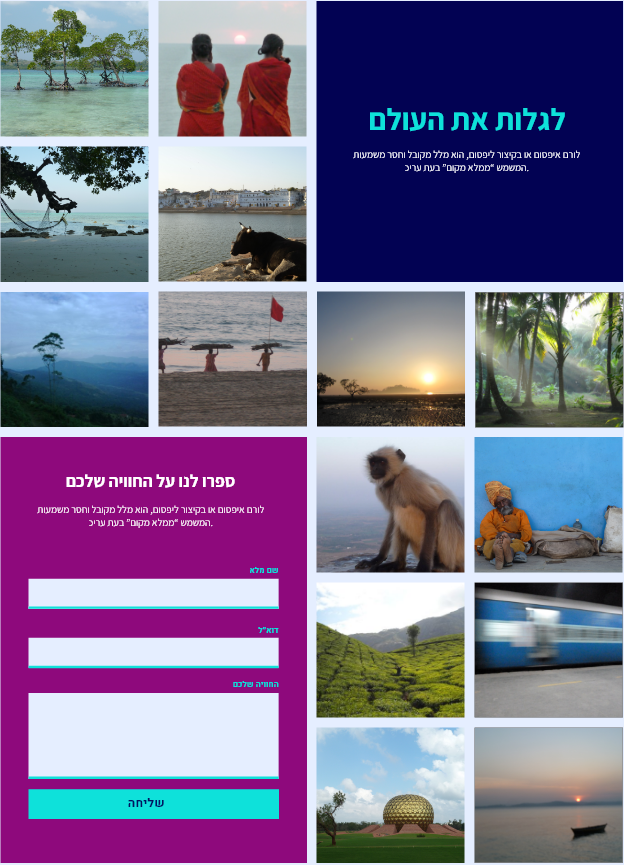 לגלות את העולם
לורם איפסום או בקיצור ליפסום, הוא מלל מקובל וחסר משמעות
המשמש "ממלא מקום" בעת עריכ.
ספרו לנו על החוויה שלכם
לורם איפסום או בקיצור ליפסום, הוא מלל מקובל וחסר משמעות
המשמש "ממלא מקום" בעת עריכ.
שם מלא
דוא"ל
החוויה שלכם
שליחה